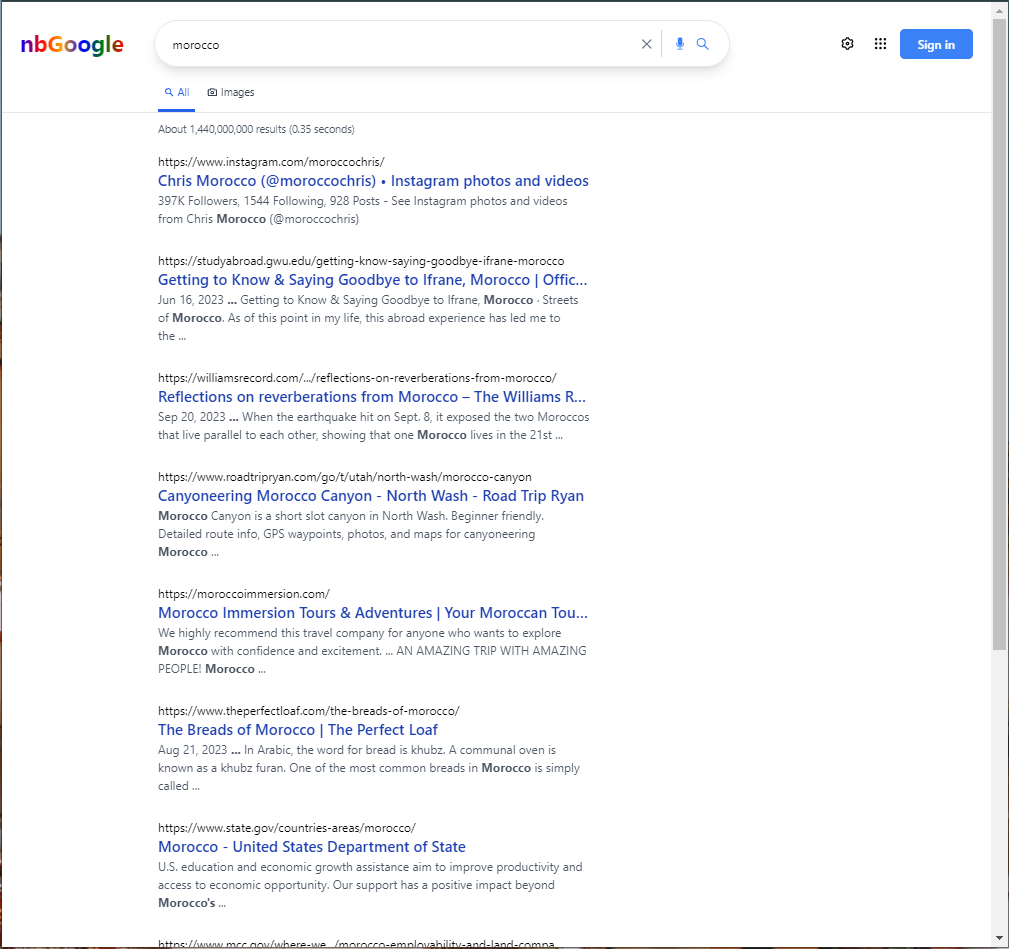 nbGoogle
morocco
Sign in
All
Images
About 1,440,000,000 results (0.35 seconds)
https://www.instagram.com/moroccochris/
Chris Morocco (@moroccochris) • Instagram photos and videos
397K Followers, 1544 Following, 928 Posts - See Instagram photos and videos
from Chris Morocco (@moroccochris)
https://studyabroad.gwu.edu/getting-know-saying-goodbye-ifrane-morocco
Getting to Know & Saying Goodbye to Ifrane, Morocco | Offic...
Jun 16, 2023 ... Getting to Know & Saying Goodbye to Ifrane, Morocco · Streets
of Morocco. As of this point in my life, this abroad experience has led me to
the ...
https://williamsrecord.com/.../reflections-on-reverberations-from-morocco/
Reflections on reverberations from Morocco – The Williams R...
Sep 20, 2023 ... When the earthquake hit on Sept. 8, it exposed the two Moroccos
that live parallel to each other, showing that one Morocco lives in the 21st ...
https://www.roadtripryan.com/go/t/utah/north-wash/morocco-canyon
Canyoneering Morocco Canyon - North Wash - Road Trip Ryan
Morocco Canyon is a short slot canyon in North Wash. Beginner friendly.
Detailed route info, GPS waypoints, photos, and maps for canyoneering
Morocco ...
https://moroccoimmersion.com/
Morocco Immersion Tours & Adventures | Your Moroccan Tou...
We highly recommend this travel company for anyone who wants to explore
Morocco with confidence and excitement. ... AN AMAZING TRIP WITH AMAZING
PEOPLE! Morocco ...
https://www.theperfectloaf.com/the-breads-of-morocco/
The Breads of Morocco | The Perfect Loaf
Aug 21, 2023 ... In Arabic, the word for bread is khubz. A communal oven is
known as a khubz furan. One of the most common breads in Morocco is simply
called ...
https://www.state.gov/countries-areas/morocco/
Morocco - United States Department of State
U.S. education and economic growth assistance aim to improve productivity and
access to economic opportunity. Our support has a positive impact beyond
Morocco's ...
https://www.mcc.gov/where-we.../morocco-employability-and-land-compa...